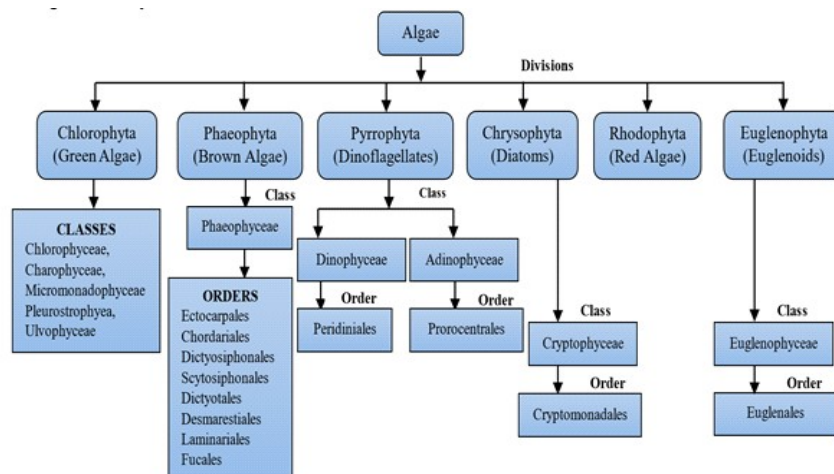 Algae
Divisions
Chlorophyta
(Green Algae)
Phaeophyta
(Brown Algae)
Pyrrophyta
(Dinoflagellates)
Chrysophyta
(Diatoms)
Rhodophyta
(Red Algae)
Euglenophyta
(Euglenoids)
CLASSES
Chlorophyceae,
Charophyceae,
Micromonadophyceae
Pleurostrophyea,
Ulvophyceae
Class
Phaeophyceae
ORDERS
Ectocarpales
Chordariales
Dictyosiphonales
Scytosiphonales
Dictyotales
Desmarestiales
Laminariales
Fucales
Class
Dinophyceae
Adinophyceae
Order
Peridiniales
Order
Prorocentrales
Class
Cryptophyceae
Order
Cryptomonadales
Class
Euglenophyceae
Order
Euglenales